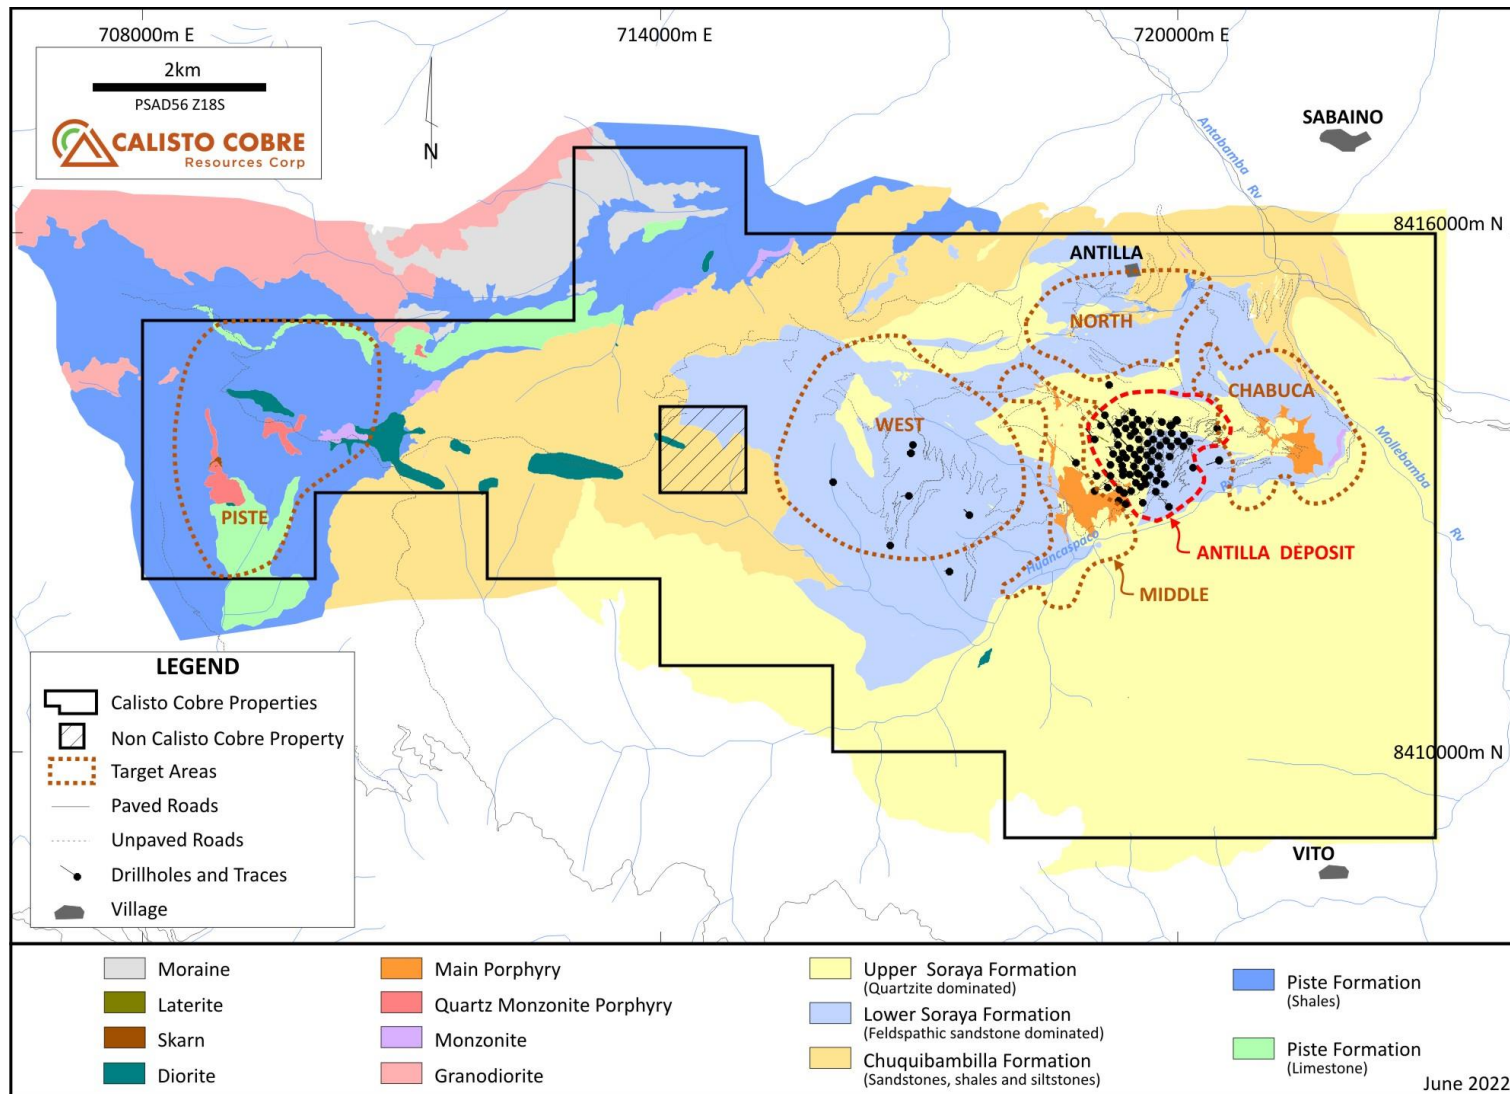 708000m E
714000m E
720000m E
2km
PSAD56 Z18S
CALISTO COBRE
Resources Corp
N
SABAINO
Antabamba Rv
8416000m N
ANTILLA
NORTH
CHABUCA
WEST
Mollebamba Rv
PISTE
Rv
Huancaspaco
ANTILLA DEPOSIT
MIDDLE
8410000m N
VITO
LEGEND
Calisto Cobre Properties
Non Calisto Cobre Property
Target Areas
Paved Roads
Unpaved Roads
Drillholes and Traces
Village
Moraine
Laterite
Skarn
Diorite
Main Porphyry
Quartz Monzonite Porphyry
Monzonite
Granodiorite
Upper Soraya Formation
(Quartzite dominated)
Lower Soraya Formation
(Feldspathic sandstone dominated)
Chuquibambilla Formation
(Sandstones, shales and siltstones)
Piste Formation
(Shales)
Piste Formation
(Limestone)
June 2022